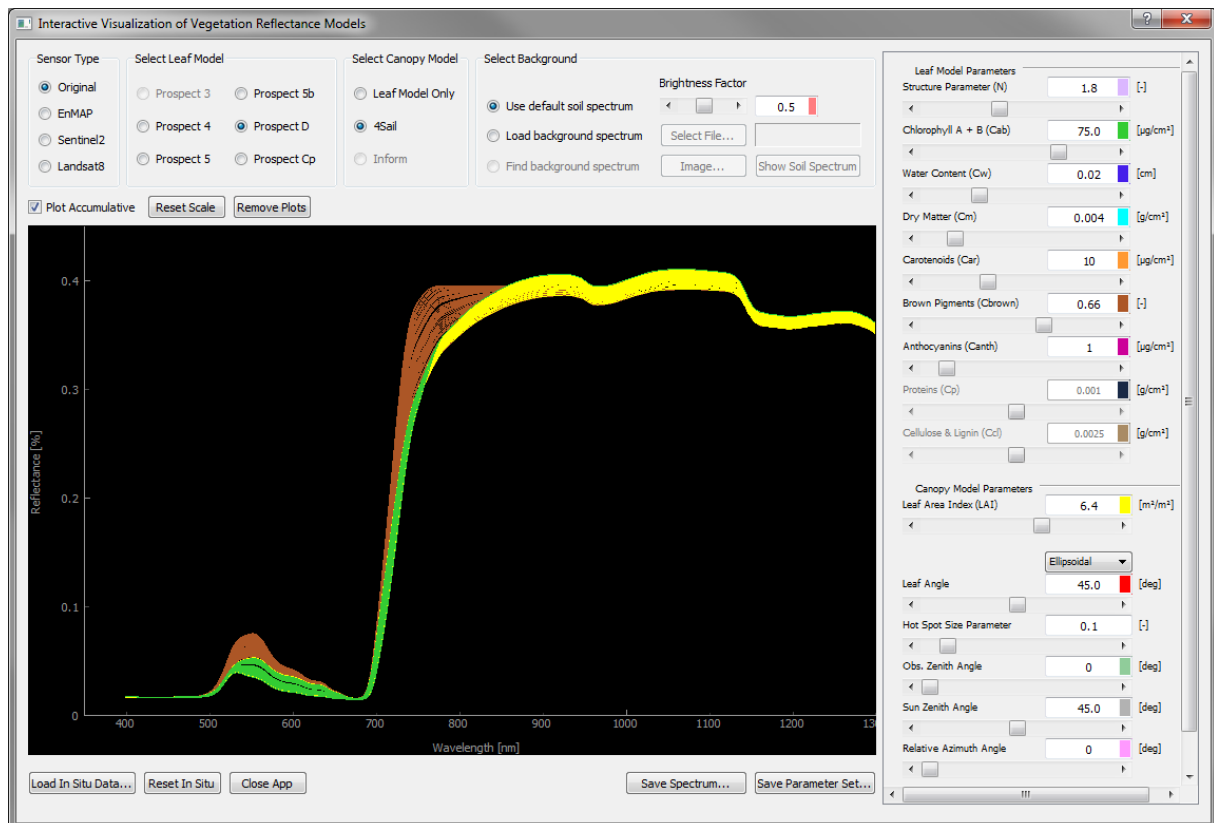 Interactive Visualization of Vegetation Reflectance Models
?
X
Sensor Type
Original
EnMAP
Sentinel2
Landsat8
Select Leaf Model
Prospect 3
Prospect 5b
Prospect 4
Prospect D
Prospect 5
Prospect Cp
Select Canopy Model
Leaf Model Only
4Sail
Inform
Select Background
Brightness Factor
Use default soil spectrum
0.5
Load background spectrum
Select File...
Find background spectrum
Image...
Show Soil Spectrum
Plot Accumulative
Reset Scale
Remove Plots
0.4
0.3
0.2
0.1
0
Reflectance [%]
400 500 600 700 800 900 1000 1100 1200 130
Wavelength [nm]
Load In Situ Data...
Reset In Situ
Close App
Save Spectrum...
Save Parameter Set...
Leaf Model Parameters
Structure Parameter (N) 1.8 [-]
Chlorophyll A + B (Cab) 75.0 [µg/cm²]
Water Content (Cw) 0.02 [cm]
Dry Matter (Cm) 0.004 [g/cm²]
Carotenoids (Car) 10 [µg/cm²]
Brown Pigments (Cbrown) 0.66 [-]
Anthocyanins (Canth) 1 [µg/cm²]
Proteins (Cp) 0.001 [g/cm²]
Cellulose & Lignin (Ccl) 0.0025 [g/cm²]
Canopy Model Parameters
Leaf Area Index (LAI) 6.4 [m²/m²]
Ellipsoidal
Leaf Angle 45.0 [deg]
Hot Spot Size Parameter 0.1 [-]
Obs. Zenith Angle 0 [deg]
Sun Zenith Angle 45.0 [deg]
Relative Azimuth Angle 0 [deg]